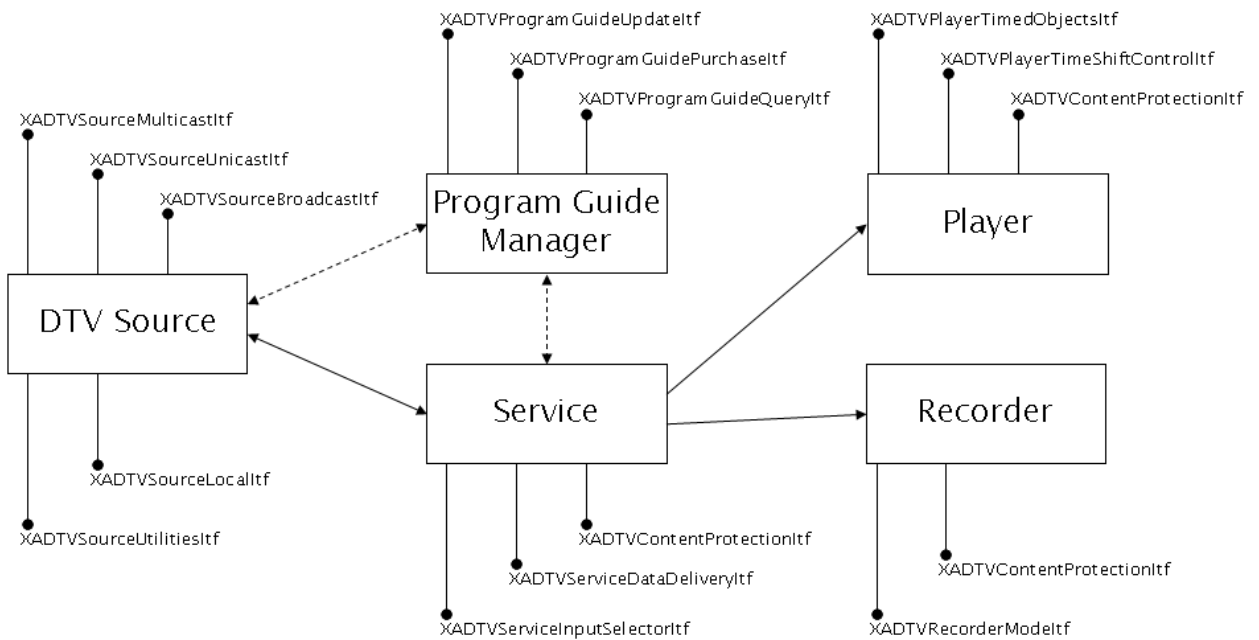 XADTVProgramGuideUpdateItf
XADTVProgramGuidePurchaseItf
XADTVProgramGuideQueryItf
XADTVPlayerTimedObjectsItf
XADTVPlayerTimeShiftControlItf
XADTVContentProtectionItf
XADTVSourceMulticastItf
XADTVSourceUnicastItf
XADTVSourceBroadcastItf
Program Guide
Manager
Player
DTV Source
Service
Recorder
XADTVSourceLocalItf
XADTVSourceUtilitiesItf
XADTVContentProtectionItf
XADTVServiceDataDeliveryItf
XADTVServiceInputSelectorItf
XADTVContentProtectionItf
XADTVRecorderModeItf